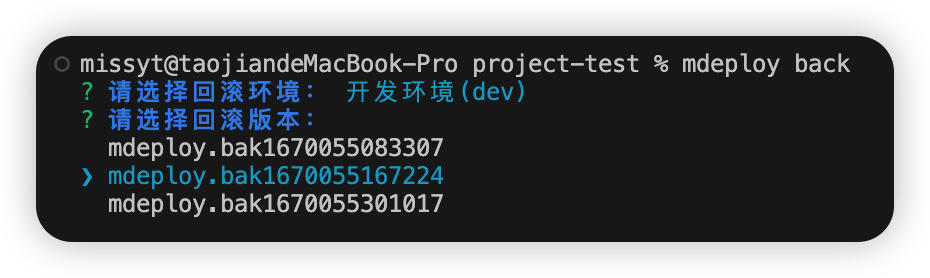 missyt@taojiandeMacBook-Pro project-test % mdeploy back
? 请选择回滚环境： 开发环境(dev)
? 请选择回滚版本：
mdeploy.bak1670055083307
❯ mdeploy.bak1670055167224
mdeploy.bak1670055301017